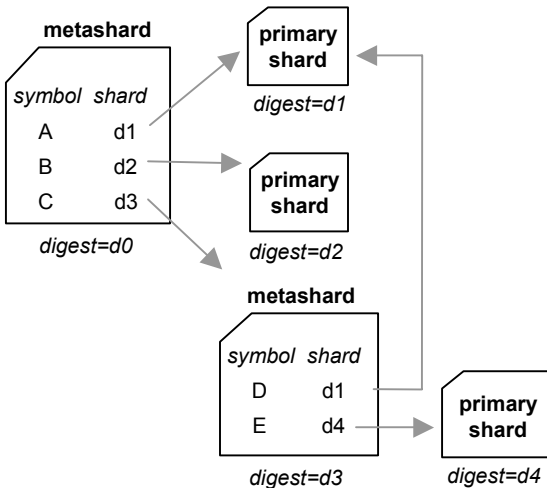 metashard
symbol shard
A d1
B d2
C d3
digest=d0
primary
shard
digest=d1
primary
shard
digest=d2
metashard
symbol shard
D d1
E d4
digest=d3
primary
shard
digest=d4